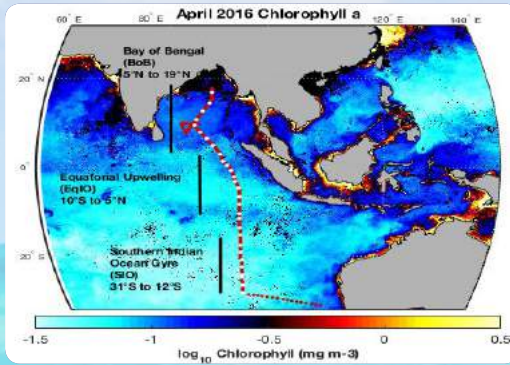 April 2016 Chlorophyll a
60°E
80°E
120°E
140°E
20°N
0°
20°S
Bay of Bengal
(BoB)
5°N to 19°N
Equatorial Upwelling
(EqIO)
10°S to 5°N
Southern Indian
Ocean Gyre
(SIO)
31°S to 12°S
-1.5 -1 -0.5 0 0.5
log10 Chlorophyll (mg m-3)